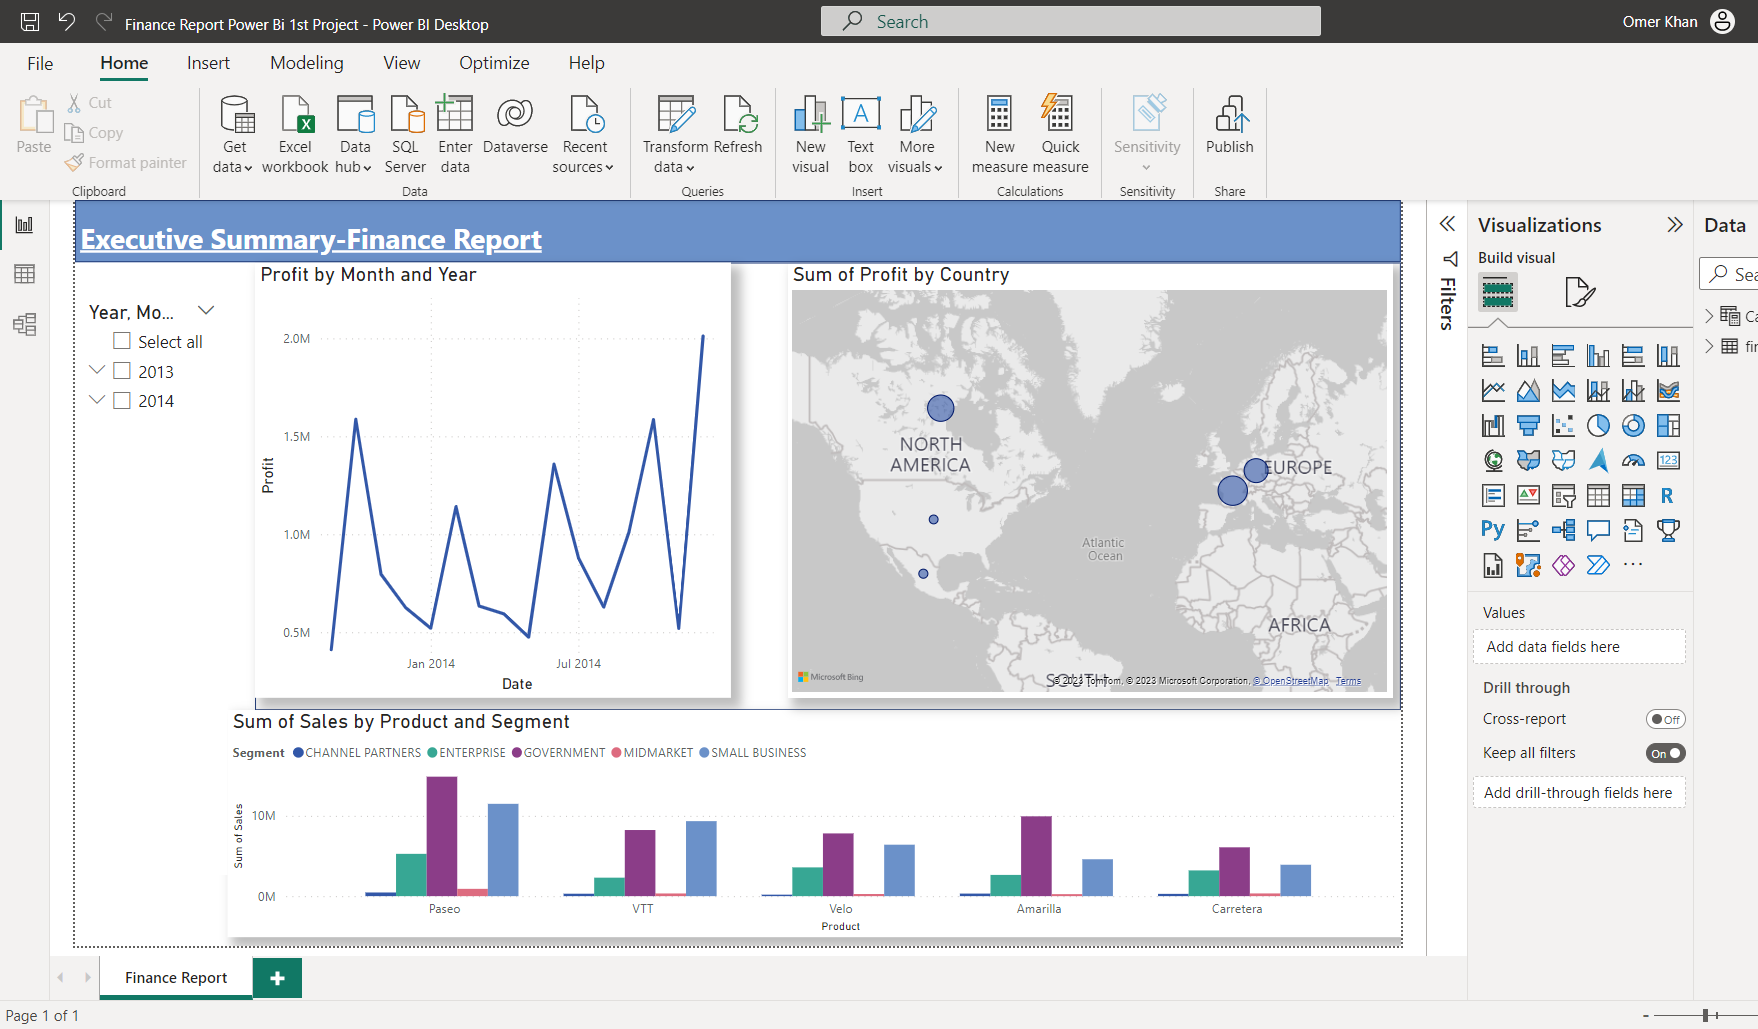 Finance Report Power Bi 1st Project - Power BI Desktop
Search
Omer Khan
File Home Insert Modeling View Optimize Help
Paste
Cut
Copy
Format painter
Clipboard
Get data
Excel workbook
Data hub
SQL Server
Enter data
Dataverse
Recent sources
Data
Transform data
Refresh
Queries
New visual
Text box
More visuals
Insert
New measure
Quick measure
Calculations
Sensitivity
Sensitivity
Publish
Share
Executive Summary-Finance Report
Year, Mo...
Select all
2013
2014
Profit by Month and Year
2.0M
1.5M
1.0M
0.5M
Profit
Jan 2014 Jul 2014
Date
Sum of Profit by Country
NORTH
AMERICA
EUROPE
Atlantic
Ocean
AFRICA
SOUTH
Microsoft Bing
© 2023 TomTom, © 2023 Microsoft Corporation, © OpenStreetMap Terms
Sum of Sales by Product and Segment
Segment CHANNEL PARTNERS ENTERPRISE GOVERNMENT MIDMARKET SMALL BUSINESS
Sum of Sales
10M
0M
Paseo VTT Velo Amarilla Carretera
Product
Filters
Visualizations
Build visual
123
R
Py
Values
Add data fields here
Drill through
Cross-report Off
Keep all filters On
Add drill-through fields here
Data
Sea
Ca
fir
Finance Report
Page 1 of 1